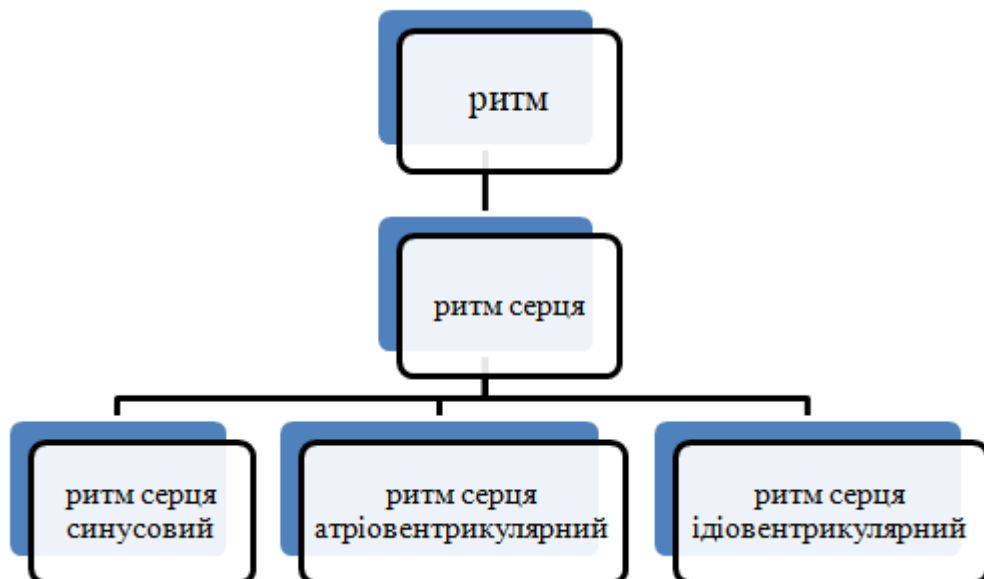 ритм
ритм серця
ритм серця
синусовий
ритм серця
атріовентрикулярний
ритм серця
ідіовентрикулярний